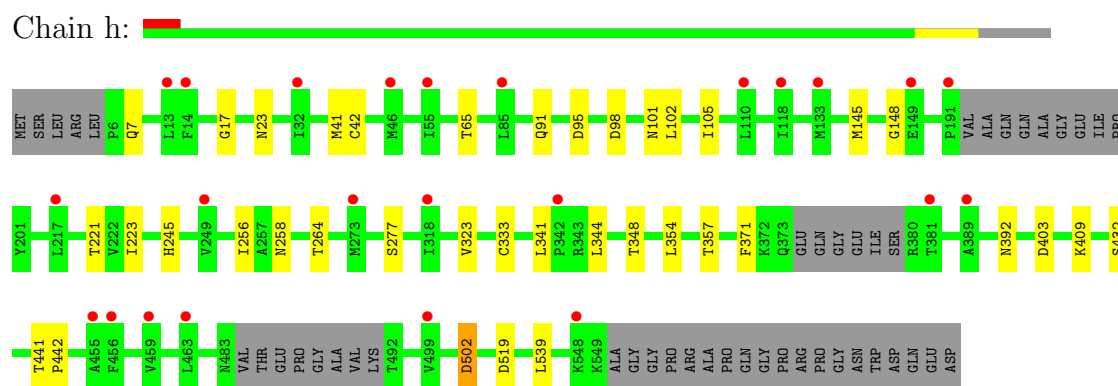 Chain h:
MET SER LEU ARG LEU P6 Q7 L13 F14 G17 N23 I32 M41 C42 M46 I55 T65 L85 Q91 D95 D98 N101 L102 I105 L110 I118 M133 M145 G148 E149 P191 VAL ALA GLN GLN ALA GLY GLU ILE PRO
Y201 L217 T221 V222 I223 H245 V249 I256 A257 N258 T264 M273 S277 I318 V323 C333 L341 P342 R343 L344 T348 L354 T357 F371 K372 Q373 GLU GLN GLY GLU ILE SER R380 T381 A389 N392 D403 K409 S432
T441 P442 A455 F456 V459 L463 N483 VAL THR GLU PRO GLY ALA VAL LYS T492 V499 D502 D519 L539 K548 K549 ALA GLY GLY PRO ARG ALA PRO GLN GLY PRO ARG PRO GLY ASN TRP ASP GLN GLU ASP